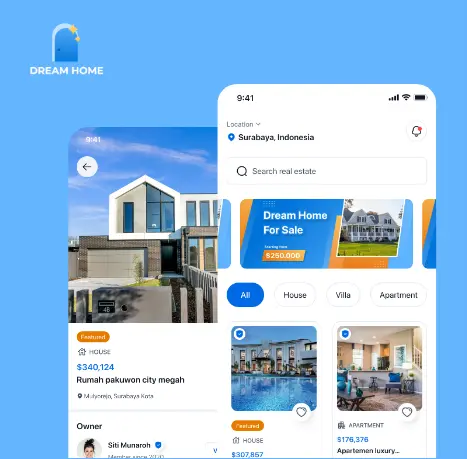 DREAM HOME
9:41
Featured
HOUSE
$340,124
Rumah pakuwon city megah
Mulyorejo, Surabaya Kota
Owner
Siti Munaroh
Member since 2020
V
9:41
Location
Surabaya, Indonesia
Search real estate
Dream Home
For Sale
Starting from
$250.000
All
House
Villa
Apartment
Featured
HOUSE
$307,857
APARTMENT
$176,376
Apartemen luxury...